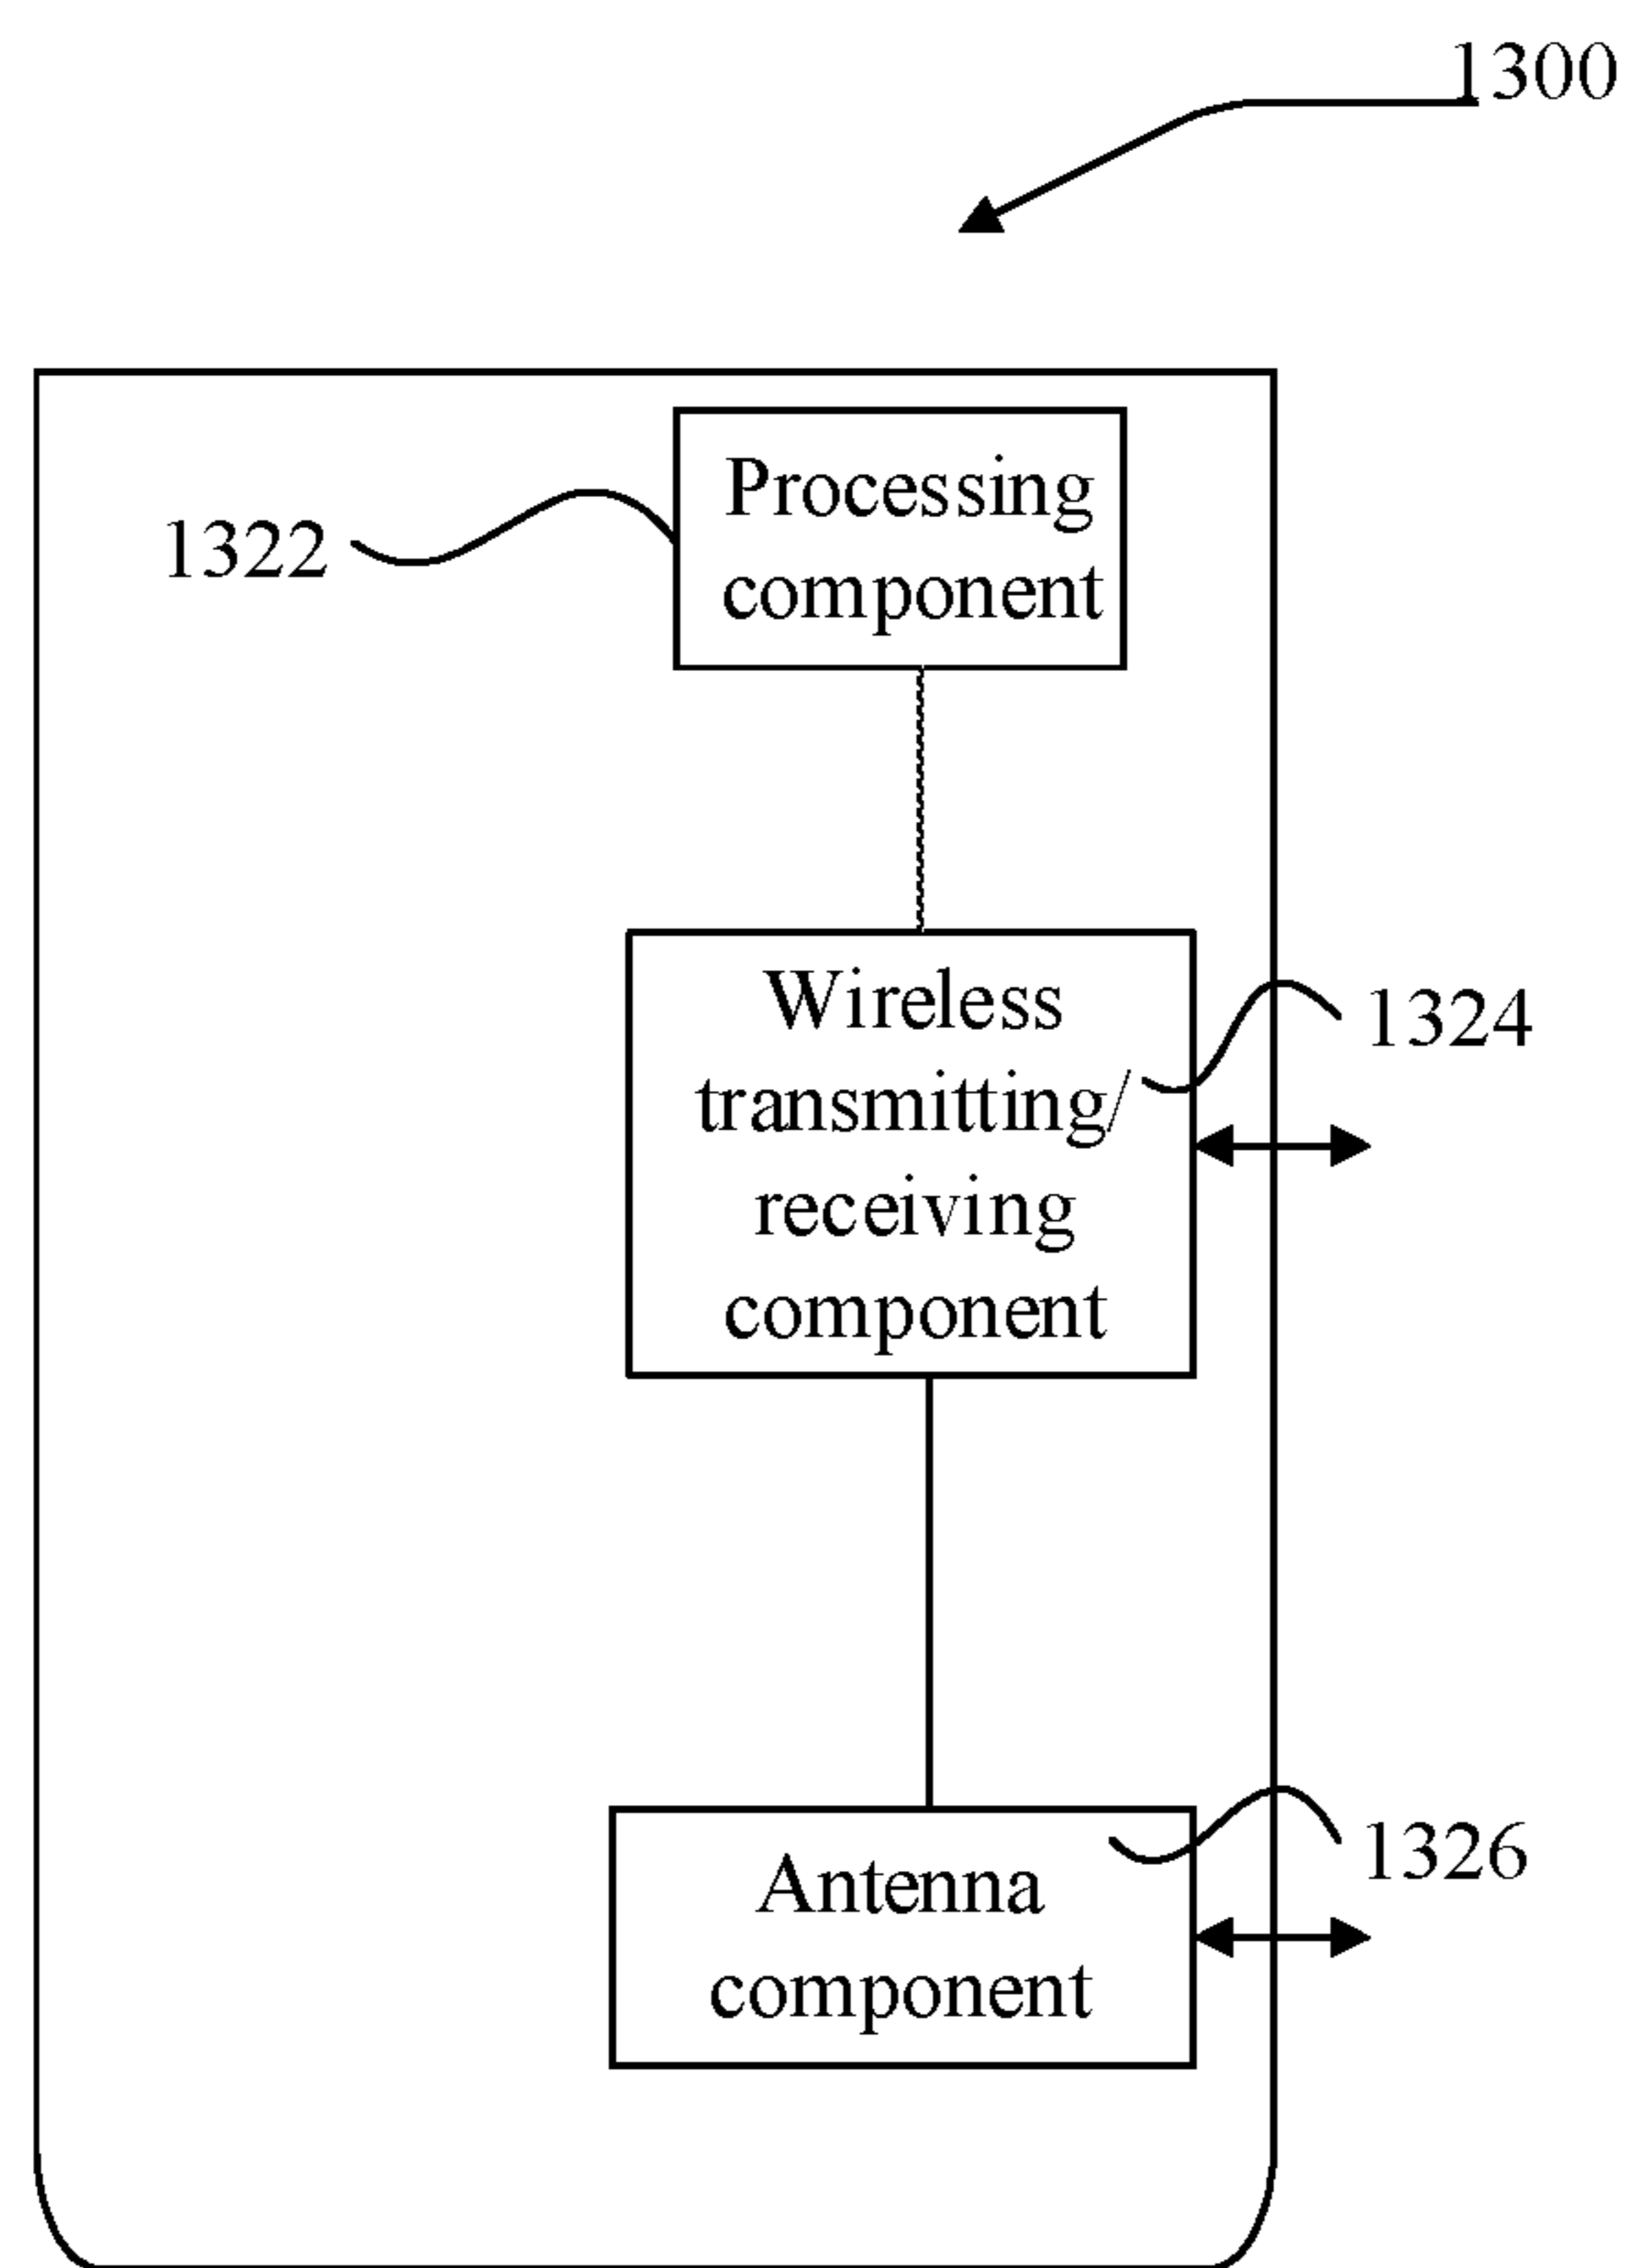 1300
Processing
component
1322
Wireless
transmitting/
receiving
component
1324
Antenna
component
1326